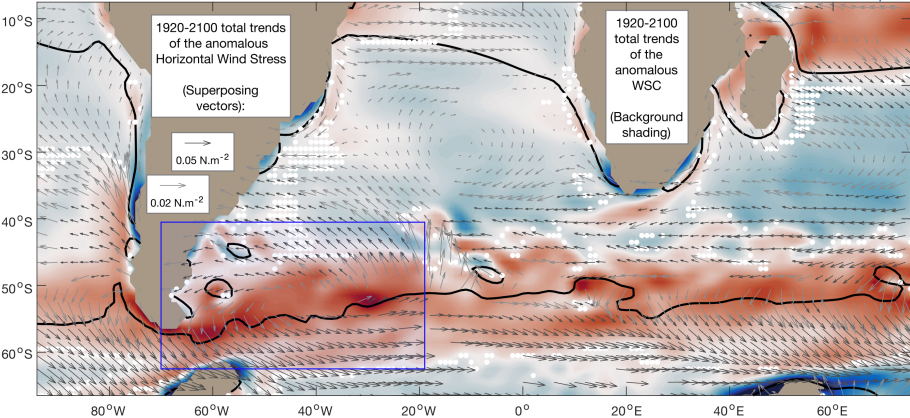 1920-2100 total trends
of the anomalous
Horizontal Wind Stress
(Superposing
vectors):
0.05 N.m⁻²
0.02 N.m⁻²
1920-2100
total trends
of the
anomalous
WSC
(Background
shading)
10°S
20°S
30°S
40°S
50°S
60°S
80°W
60°W
40°W
20°W
0°
20°E
40°E
60°E